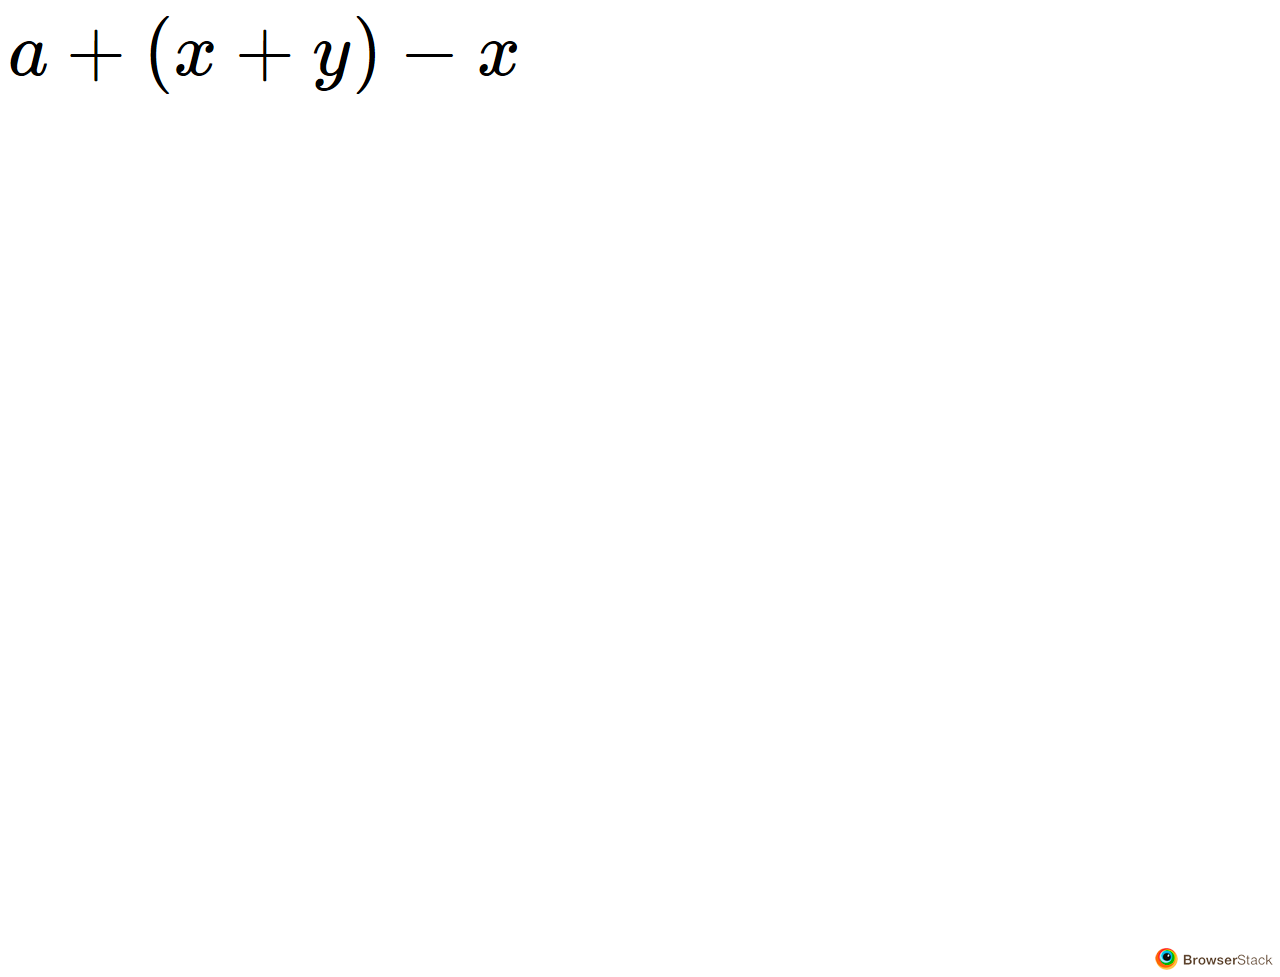 a + (x + y) − x
BrowserStack